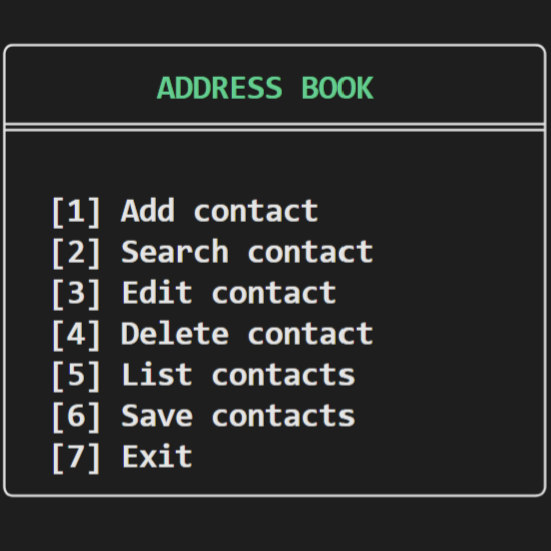 ADDRESS BOOK
[1] Add contact
[2] Search contact
[3] Edit contact
[4] Delete contact
[5] List contacts
[6] Save contacts
[7] Exit